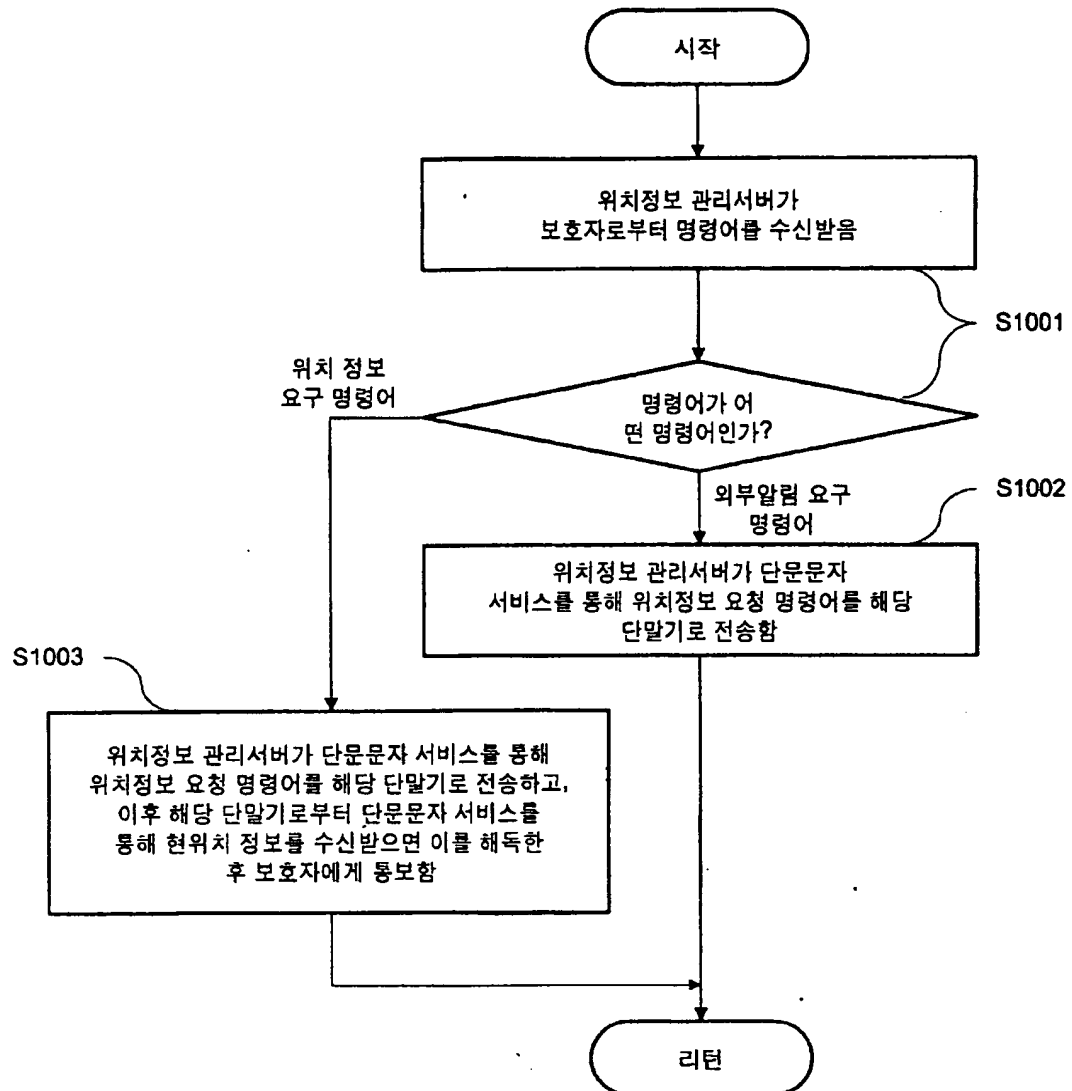 시작
위치정보 관리서버가
보호자로부터 명령어를 수신받음
S1001
위치 정보
요구 명령어
명령어가 어
떤 명령어인가?
외부알림 요구
명령어
S1002
위치정보 관리서버가 단문문자
서비스를 통해 위치정보 요청 명령어를 해당
단말기로 전송함
S1003
위치정보 관리서버가 단문문자 서비스를 통해
위치정보 요청 명령어를 해당 단말기로 전송하고,
이후 해당 단말기로부터 단문문자 서비스를
통해 현위치 정보를 수신받으면 이를 해독한
후 보호자에게 통보함
리턴